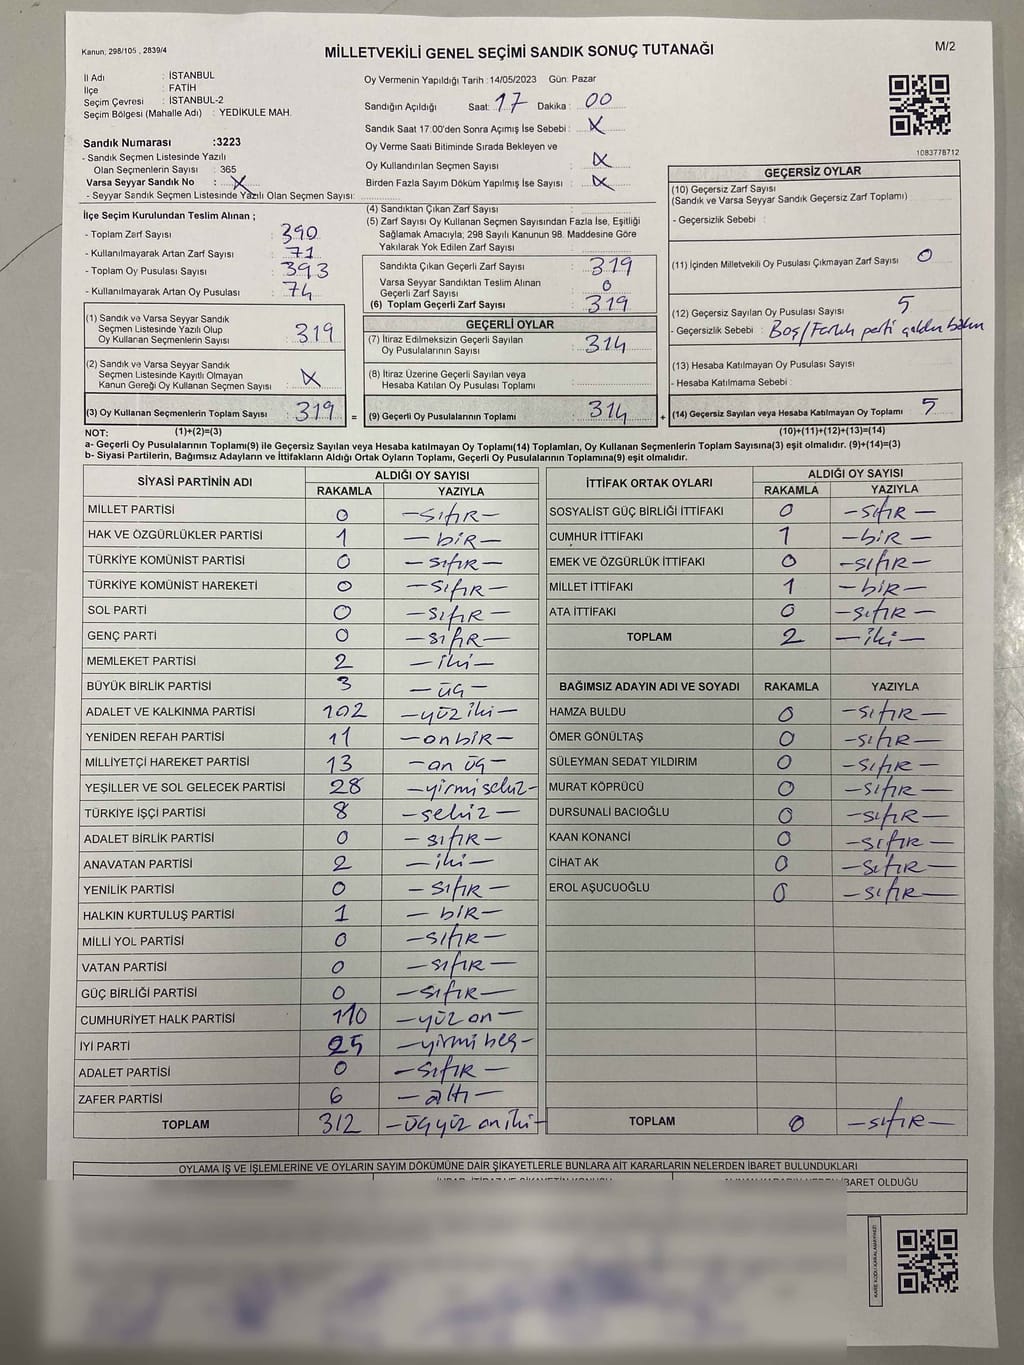 Kanun, 298/105 , 2839/4
MİLLETVEKİLİ GENEL SEÇİMİ SANDIK SONUÇ TUTANAĞI
M/2
İl Adı : İSTANBUL
İlçe : FATİH
Seçim Çevresi : İSTANBUL-2
Seçim Bölgesi (Mahalle Adı) : YEDİKULE MAH.
Sandık Numarası :3223
- Sandık Seçmen Listesinde Yazılı
Olan Seçmenlerin Sayısı : 365
Varsa Seyyar Sandık No : X
- Seyyar Sandık Seçmen Listesinde Yazılı Olan Seçmen Sayısı:
Oy Vermenin Yapıldığı Tarih :14/05/2023 Gün: Pazar
Sandığın Açıldığı Saat: 17 Dakika : 00
Sandık Saat 17:00'den Sonra Açımış İse Sebebi : X
Oy Verme Saati Bitiminde Sırada Bekleyen ve
Oy Kullandırılan Seçmen Sayısı : X
Birden Fazla Sayım Döküm Yapılmış İse Sayısı : X
1083778712
İlçe Seçim Kurulundan Teslim Alınan ;
- Toplam Zarf Sayısı : 390
- Kullanılmayarak Artan Zarf Sayısı : 71
- Toplam Oy Pusulası Sayısı : 393
- Kullanılmayarak Artan Oy Pusulası : 74
(1) Sandık ve Varsa Seyyar Sandık
Seçmen Listesinde Yazılı Olup
Oy Kullanan Seçmenlerin Sayısı : 319
(2) Sandık ve Varsa Seyyar Sandık
Seçmen Listesinde Kayıtlı Olmayan
Kanun Gereği Oy Kullanan Seçmen Sayısı : X
(3) Oy Kullanan Seçmenlerin Toplam Sayısı : 319 =
(4) Sandıktan Çıkan Zarf Sayısı :
(5) Zarf Sayısı Oy Kullanan Seçmen Sayısından Fazla İse, Eşitliği
Sağlamak Amacıyla; 298 Sayılı Kanunun 98. Maddesine Göre
Yakılarak Yok Edilen Zarf Sayısı :
Sandıkta Çıkan Geçerli Zarf Sayısı : 319
Varsa Seyyar Sandıktan Teslim Alınan
Geçerli Zarf Sayısı : 0
(6) Toplam Geçerli Zarf Sayısı : 319
GEÇERLİ OYLAR
(7) İtiraz Edilmeksizin Geçerli Sayılan
Oy Pusulalarının Sayısı : 314
(8) İtiraz Üzerine Geçerli Sayılan veya
Hesaba Katılan Oy Pusulası Toplamı :
(9) Geçerli Oy Pusulalarının Toplamı : 314 +
GEÇERSİZ OYLAR
(10) Geçersiz Zarf Sayısı
(Sandık ve Varsa Seyyar Sandık Geçersiz Zarf Toplamı)
- Geçersizlik Sebebi :
(11) İçinden Milletvekili Oy Pusulası Çıkmayan Zarf Sayısı : 0
(12) Geçersiz Sayılan Oy Pusulası Sayısı : 5
- Geçersizlik Sebebi : Boş/Farklı parti
(13) Hesaba Katılmayan Oy Pusulası Sayısı :
- Hesaba Katılmama Sebebi :
(14) Geçersiz Sayılan veya Hesaba Katılmayan Oy Toplamı : 5
NOT: (1)+(2)=(3) (10)+(11)+(12)+(13)=(14)
a- Geçerli Oy Pusulalarının Toplamı(9) ile Geçersiz Sayılan veya Hesaba katılmayan Oy Toplamı(14) Toplamları, Oy Kullanan Seçmenlerin Toplam Sayısına(3) eşit olmalıdır. (9)+(14)=(3)
b- Siyasi Partilerin, Bağımsız Adayların ve İttifakların Aldığı Ortak Oyların Toplamı, Geçerli Oy Pusulalarının Toplamına(9) eşit olmalıdır.
SİYASİ PARTİNİN ADI ALDIĞI OY SAYISI
RAKAMLA YAZIYLA
MİLLET PARTİSİ 0 -sıfır-
HAK VE ÖZGÜRLÜKLER PARTİSİ 1 -bir-
TÜRKİYE KOMÜNİST PARTİSİ 0 -sıfır-
TÜRKİYE KOMÜNİST HAREKETİ 0 -sıfır-
SOL PARTİ 0 -sıfır-
GENÇ PARTİ 0 -sıfır-
MEMLEKET PARTİSİ 2 -iki-
BÜYÜK BİRLİK PARTİSİ 3 -üç-
ADALET VE KALKINMA PARTİSİ 102 -yüz iki-
YENİDEN REFAH PARTİSİ 11 -on bir-
MİLLİYETÇİ HAREKET PARTİSİ 13 -on üç-
YEŞİLLER VE SOL GELECEK PARTİSİ 28 -yirmi sekiz-
TÜRKİYE İŞÇİ PARTİSİ 8 -sekiz-
ADALET BİRLİK PARTİSİ 0 -sıfır-
ANAVATAN PARTİSİ 2 -iki-
YENİLİK PARTİSİ 0 -sıfır-
HALKIN KURTULUŞ PARTİSİ 1 -bir-
MİLLİ YOL PARTİSİ 0 -sıfır-
VATAN PARTİSİ 0 -sıfır-
GÜÇ BİRLİĞİ PARTİSİ 0 -sıfır-
CUMHURİYET HALK PARTİSİ 110 -yüz on-
İYİ PARTİ 25 -yirmi beş-
ADALET PARTİSİ 0 -sıfır-
ZAFER PARTİSİ 6 -altı-
TOPLAM 312 -üç yüz on iki-
İTTİFAK ORTAK OYLARI ALDIĞI OY SAYISI
RAKAMLA YAZIYLA
SOSYALİST GÜÇ BİRLİĞİ İTTİFAKI 0 -sıfır-
CUMHUR İTTİFAKI 1 -bir-
EMEK VE ÖZGÜRLÜK İTTİFAKI 0 -sıfır-
MİLLET İTTİFAKI 1 -bir-
ATA İTTİFAKI 0 -sıfır-
TOPLAM 2 -iki-
BAĞIMSIZ ADAYIN ADI VE SOYADI RAKAMLA YAZIYLA
HAMZA BULDU 0 -sıfır-
ÖMER GÖNÜLTAŞ 0 -sıfır-
SÜLEYMAN SEDAT YILDIRIM 0 -sıfır-
MURAT KÖPRÜCÜ 0 -sıfır-
DURSUNALİ BACIOĞLU 0 -sıfır-
KAAN KONANCİ 0 -sıfır-
CİHAT AK 0 -sıfır-
EROL AŞUCUOĞLU 0 -sıfır-
TOPLAM 0 -sıfır-
OYLAMA İŞ VE İŞLEMLERİNE VE OYLARIN SAYIM DÖKÜMÜNE DAİR ŞİKAYETLERLE BUNLARA AİT KARARLARIN NELERDEN İBARET BULUNDUKLARI
İBARET OLDUĞU